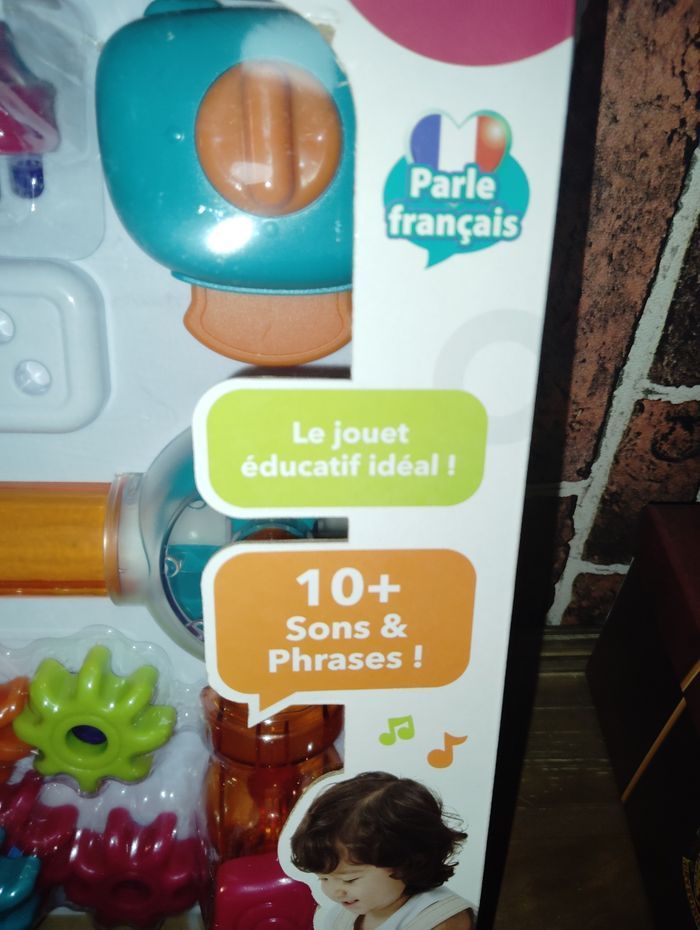 Parle
français
Le jouet
éducatif idéal !
10+
Sons &
Phrases !